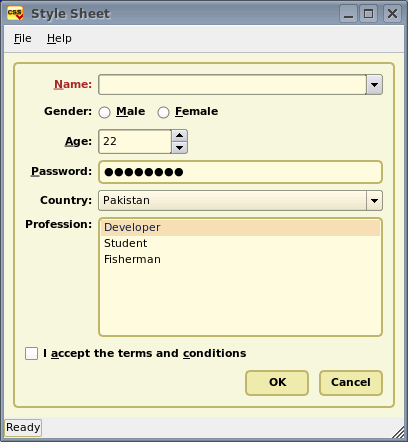 CSS Style Sheet
File Help
Name:
Gender: Male Female
Age: 22
Password: ●●●●●●●●
Country: Pakistan
Profession: Developer
Student
Fisherman
I accept the terms and conditions
OK Cancel
Ready